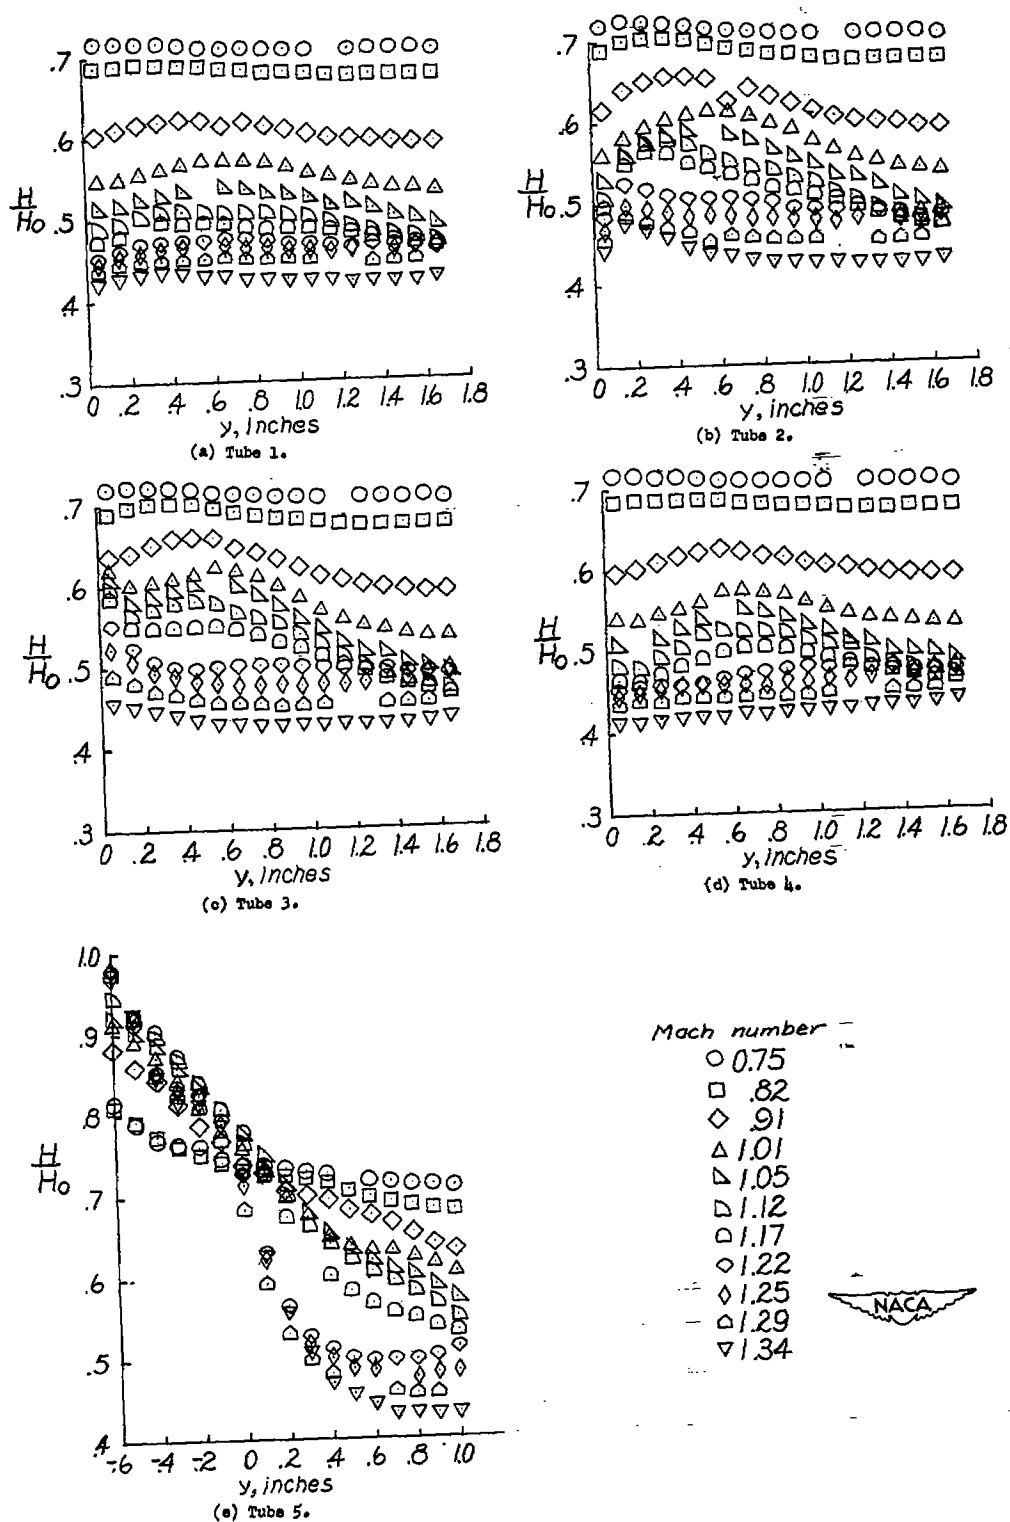 .7
.6
H/H₀
.5
.4
.3
0 .2 .4 .6 .8 1.0 1.2 1.4 1.6 1.8
y, inches
(a) Tube 1.
.7
.6
H/H₀
.5
.4
.3
0 .2 .4 .6 .8 1.0 1.2 1.4 1.6 1.8
y, inches
(b) Tube 2.
.7
.6
H/H₀
.5
.4
.3
0 .2 .4 .6 .8 1.0 1.2 1.4 1.6 1.8
y, inches
(c) Tube 3.
.7
.6
H/H₀
.5
.4
.3
0 .2 .4 .6 .8 1.0 1.2 1.4 1.6 1.8
y, inches
(d) Tube 4.
1.0
.9
.8
H/H₀
.7
.6
.5
.4
-.6 -.4 -.2 0 .2 .4 .6 .8 1.0
y, inches
(e) Tube 5.
Mach number
0.75
.82
.91
1.01
1.05
1.12
1.17
1.22
1.25
1.29
1.34
NACA